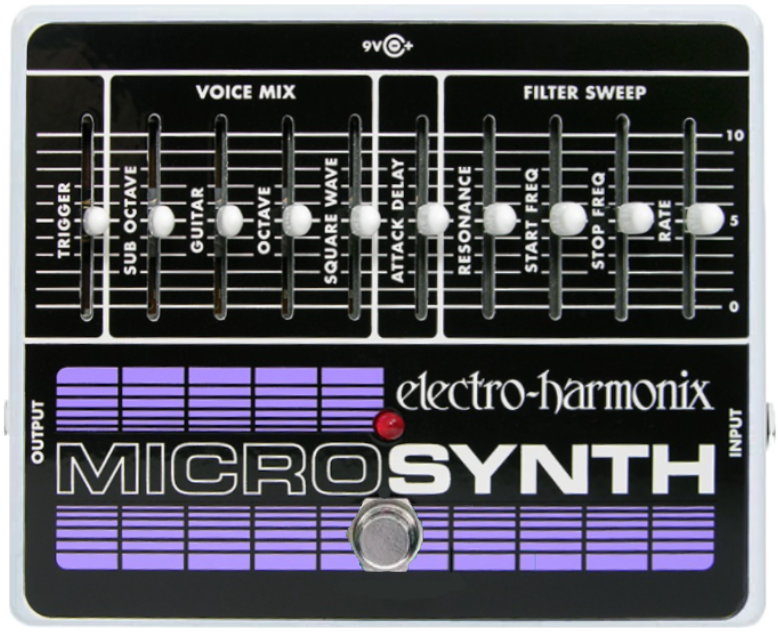 9V +
VOICE MIX
FILTER SWEEP
TRIGGER
SUB OCTAVE
GUITAR
OCTAVE
SQUARE WAVE
ATTACK DELAY
RESONANCE
START FREQ
STOP FREQ
RATE
10
5
0
electro-harmonix
OUTPUT
INPUT
MICROSYNTH